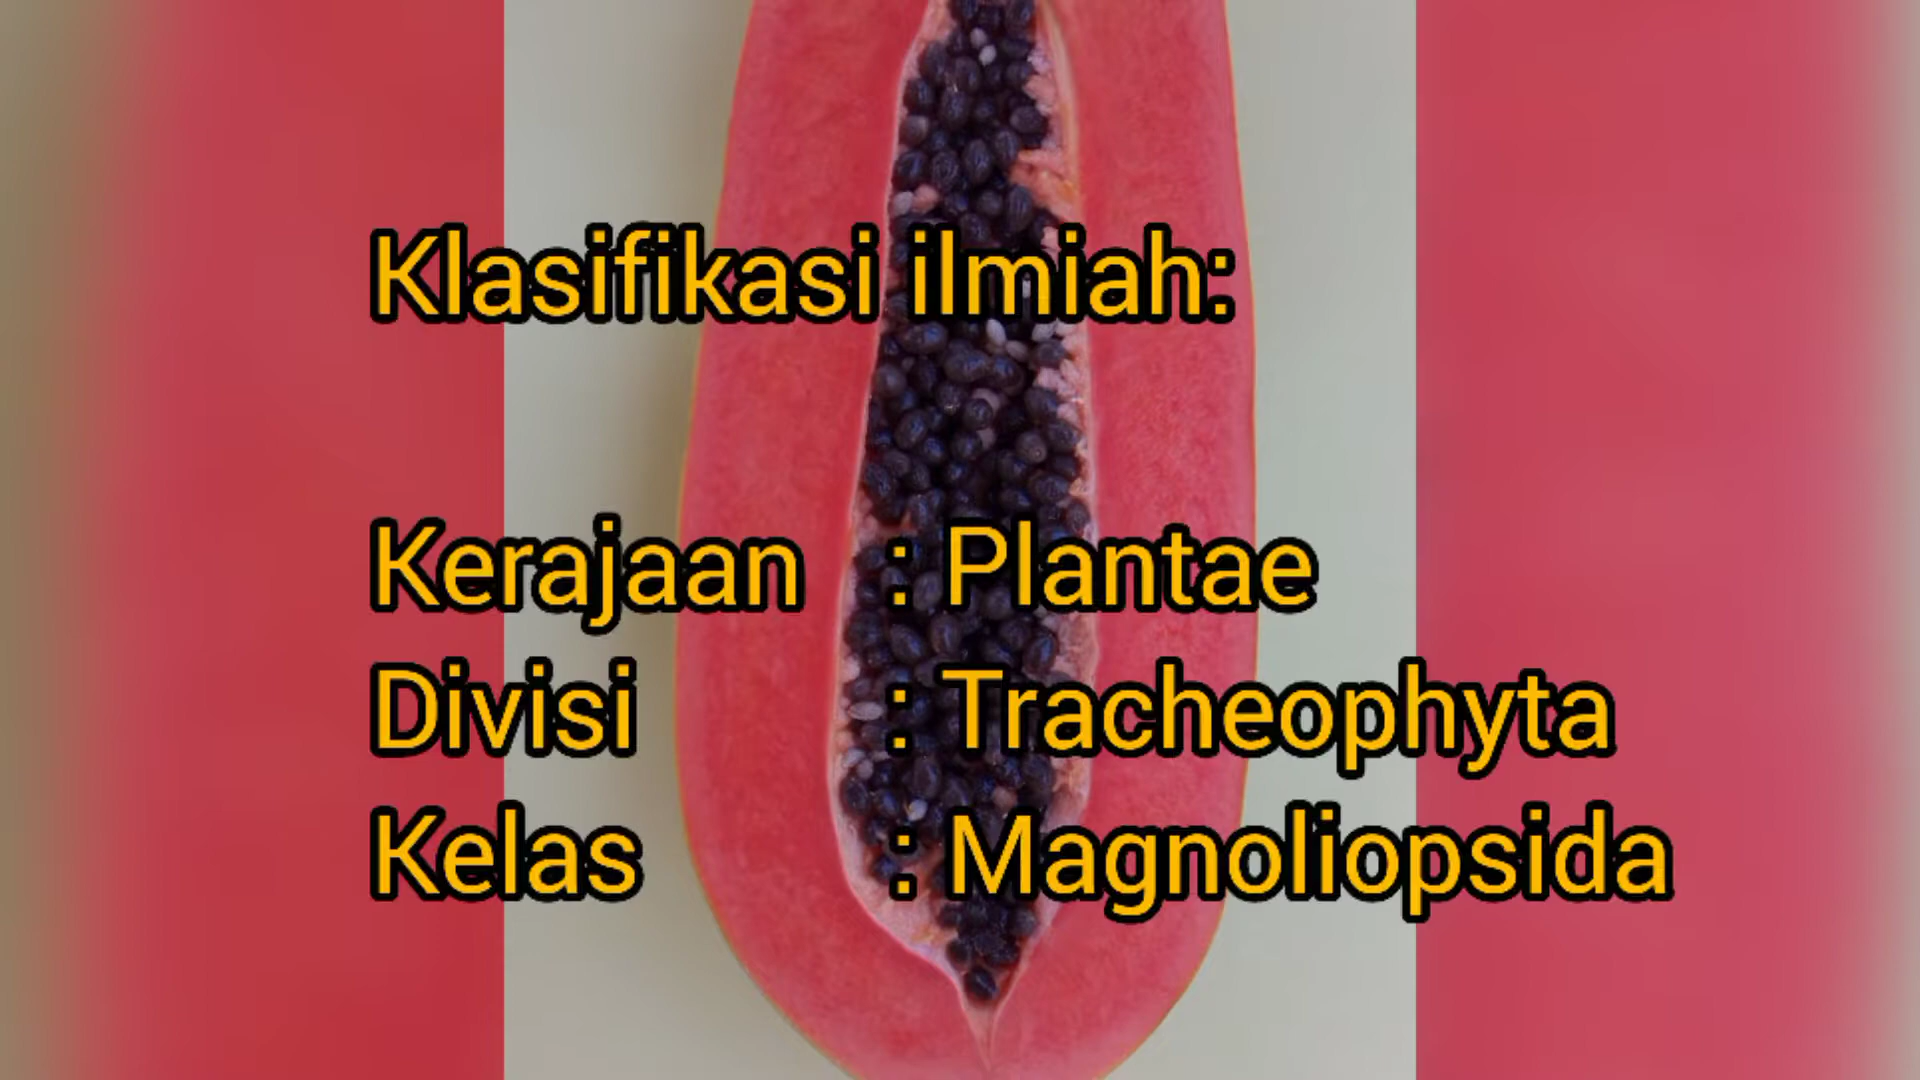 Klasifikasi ilmiah:
Kerajaan : Plantae
Divisi : Tracheophyta
Kelas : Magnoliopsida